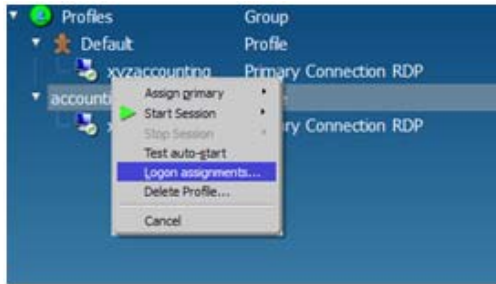 Profiles Group
Default Profile
xyzaccounting Primary Connection RDP
accounti
ry Connection RDP
Assign primary
Start Session
Stop Session
Test auto-start
Logon assignments...
Delete Profile...
Cancel